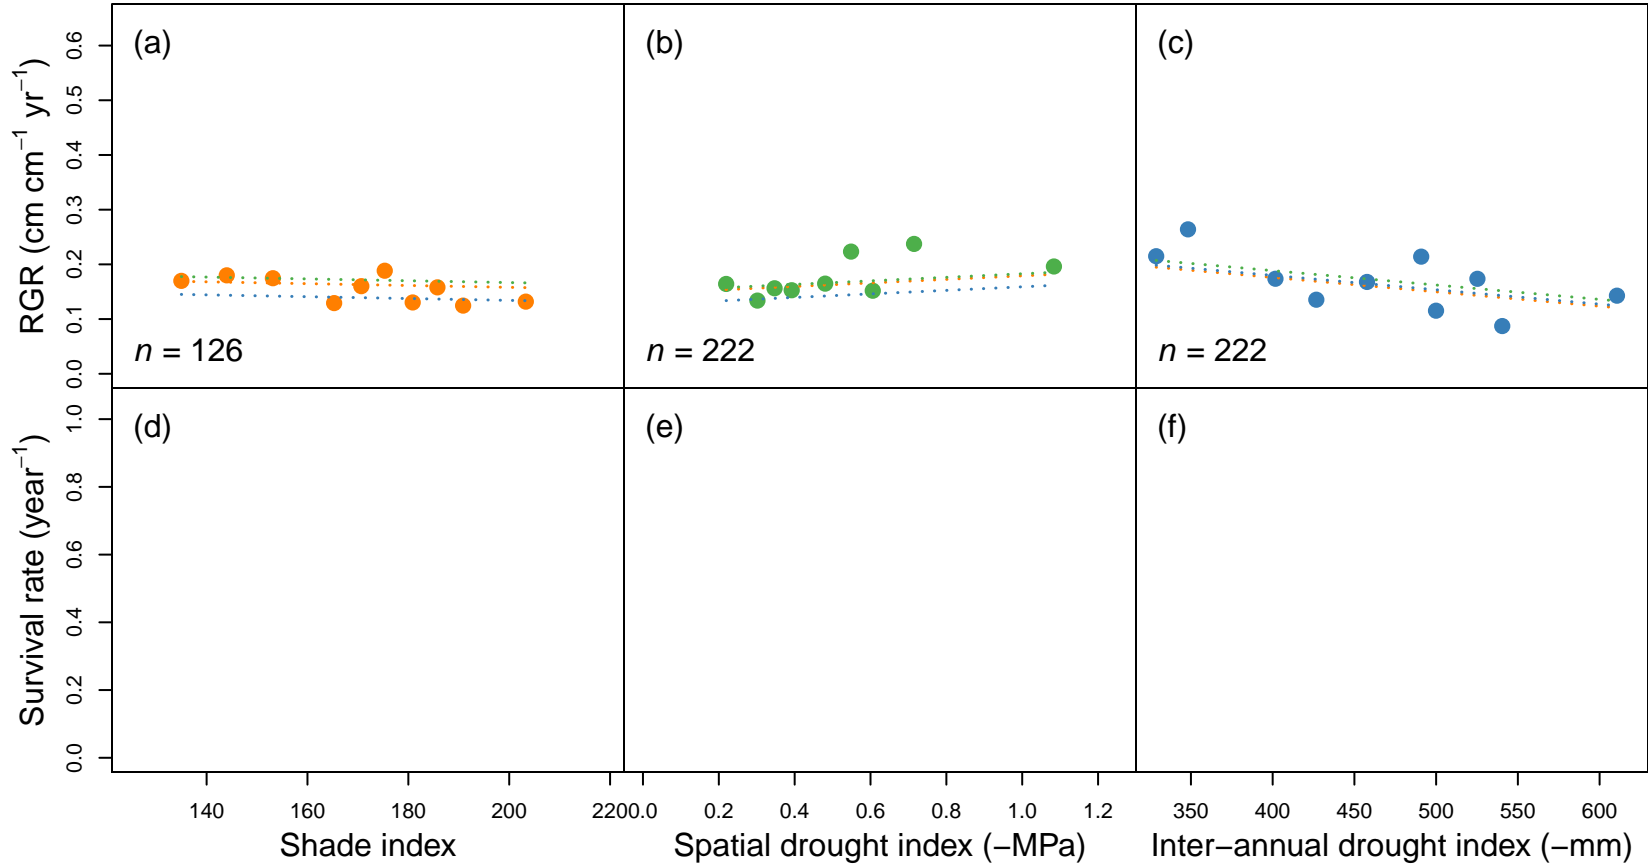 (a) (b) (c)
RGR (cm cm⁻¹ yr⁻¹)
0.0 0.1 0.2 0.3 0.4 0.5 0.6
n = 126 n = 222 n = 222
(d) (e) (f)
Survival rate (year⁻¹)
0.0 0.2 0.4 0.6 0.8 1.0
140 160 180 200 220 0.0 0.2 0.4 0.6 0.8 1.0 1.2 350 400 450 500 550 600
Shade index Spatial drought index (−MPa) Inter−annual drought index (−mm)